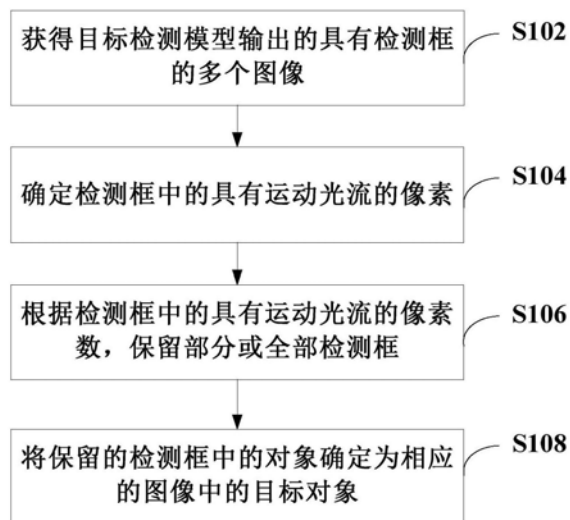 获得目标检测模型输出的具有检测框
的多个图像
S102
确定检测框中的具有运动光流的像素
S104
根据检测框中的具有运动光流的像素
数，保留部分或全部检测框
S106
将保留的检测框中的对象确定为相应
的图像中的目标对象
S108